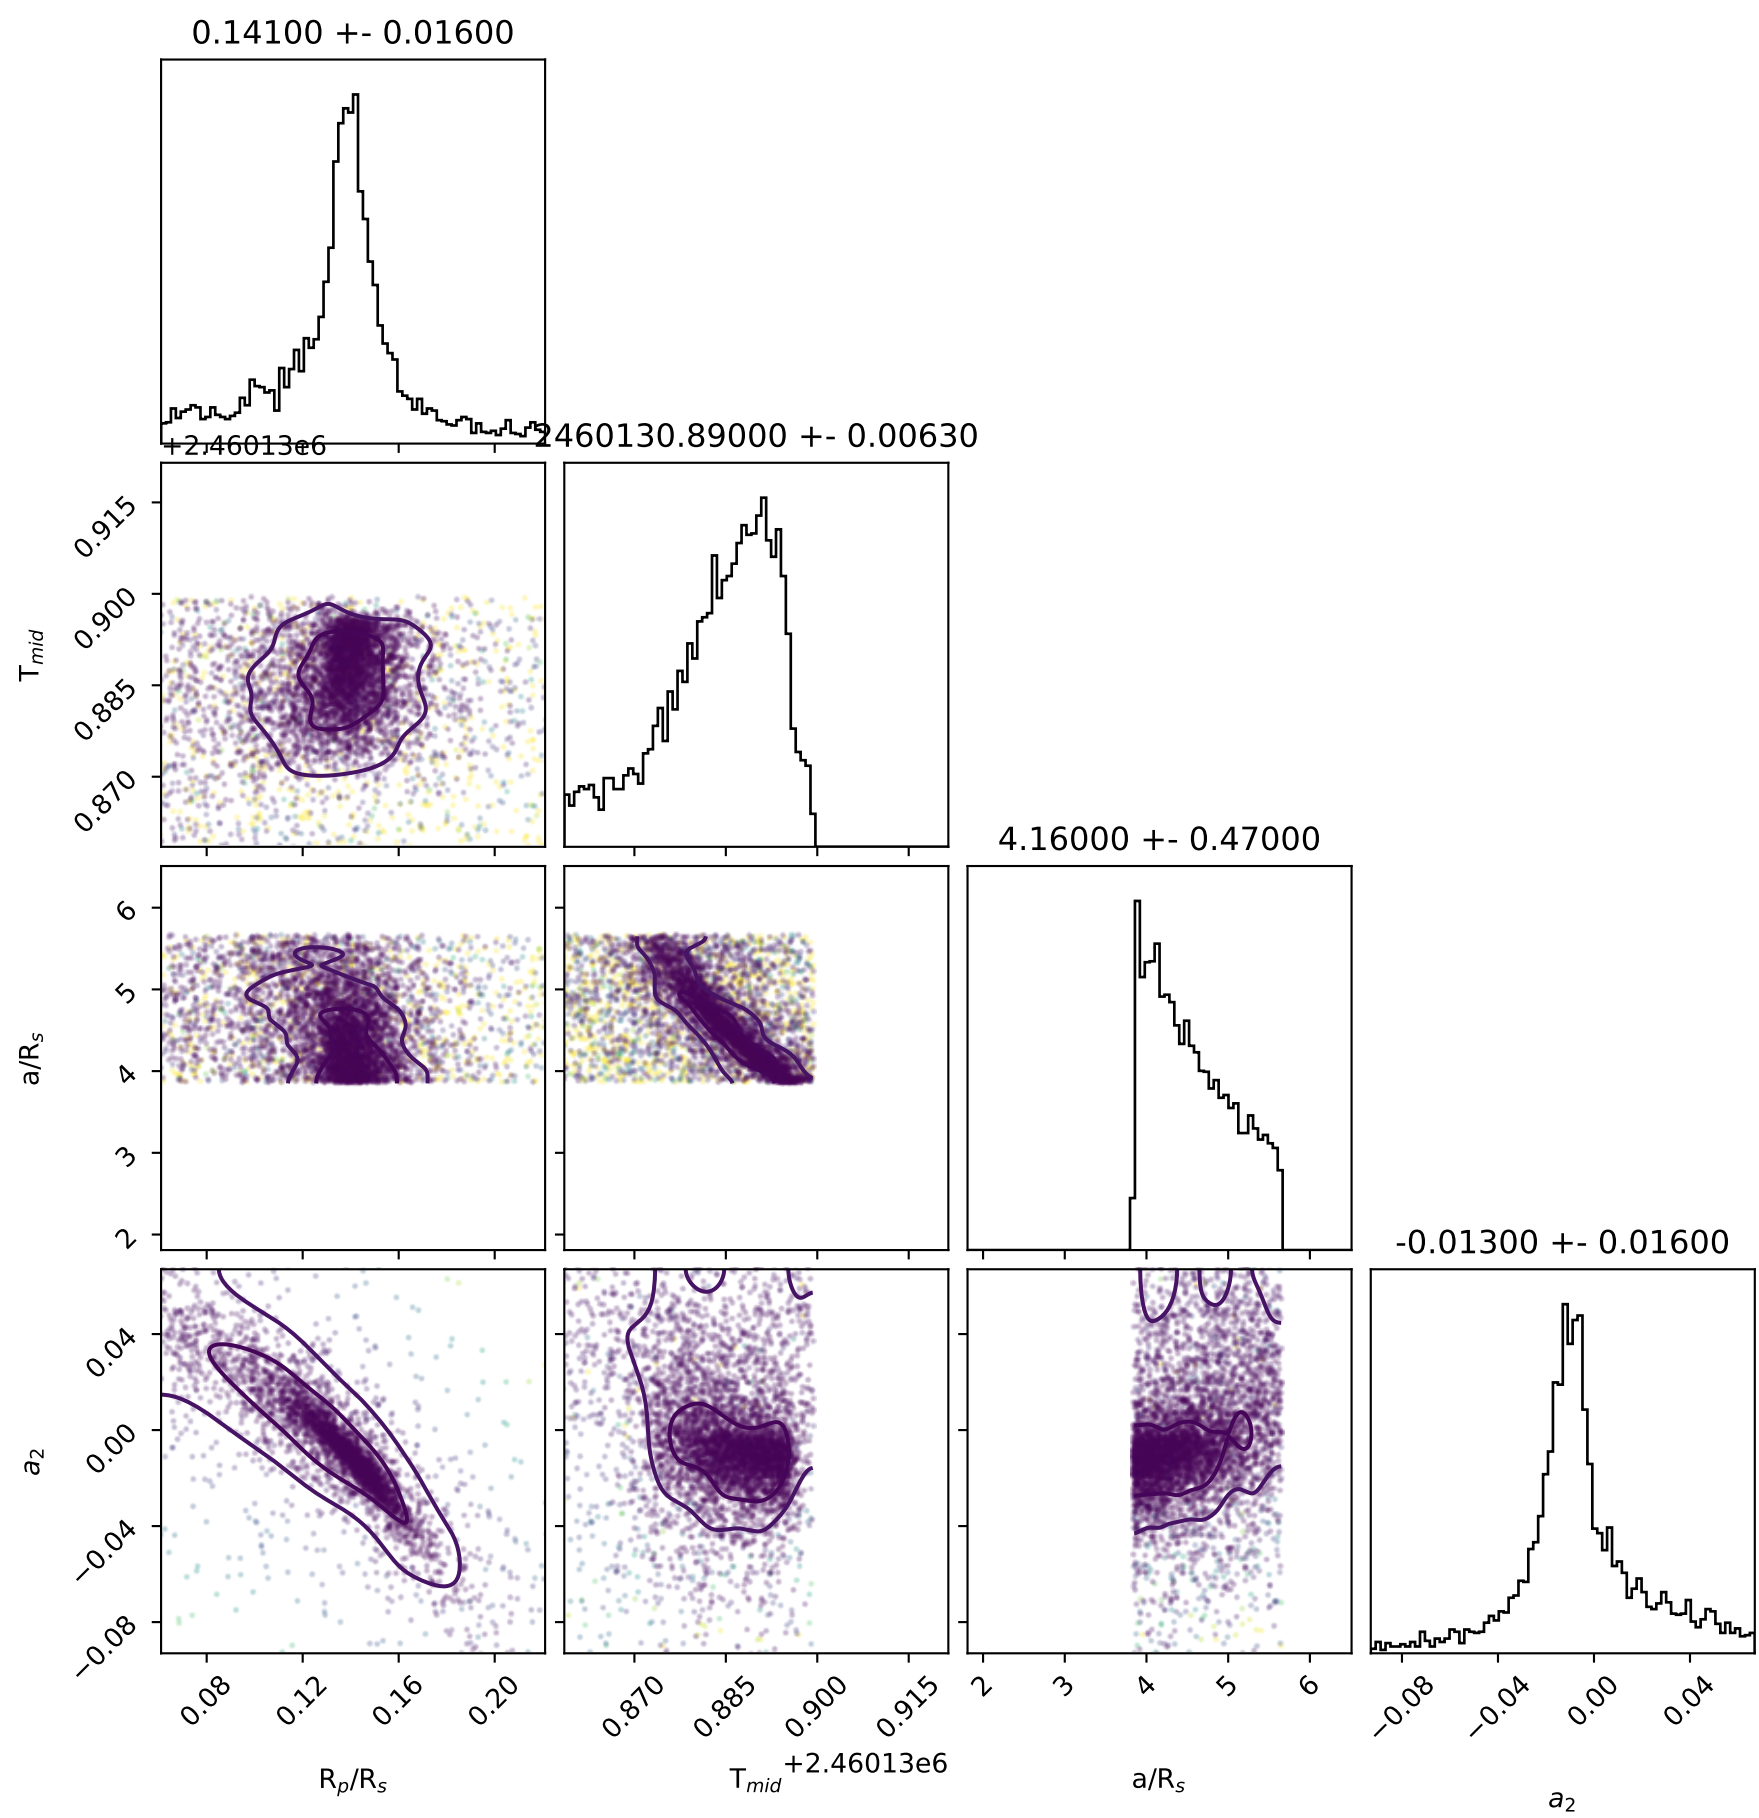 0.14100 +- 0.01600
+2.46013e6
2460130.89000 +- 0.00630
0.915
0.900
0.885
0.870
T_mid
4.16000 +- 0.47000
6
5
4
3
2
a/R_s
-0.01300 +- 0.01600
0.04
0.00
−0.04
−0.08
a_2
0.08 0.12 0.16 0.20
0.870 0.885 0.900 0.915
2 3 4 5 6
−0.08 −0.04 0.00 0.04
+2.46013e6
R_p/R_s
T_mid
a/R_s
a_2